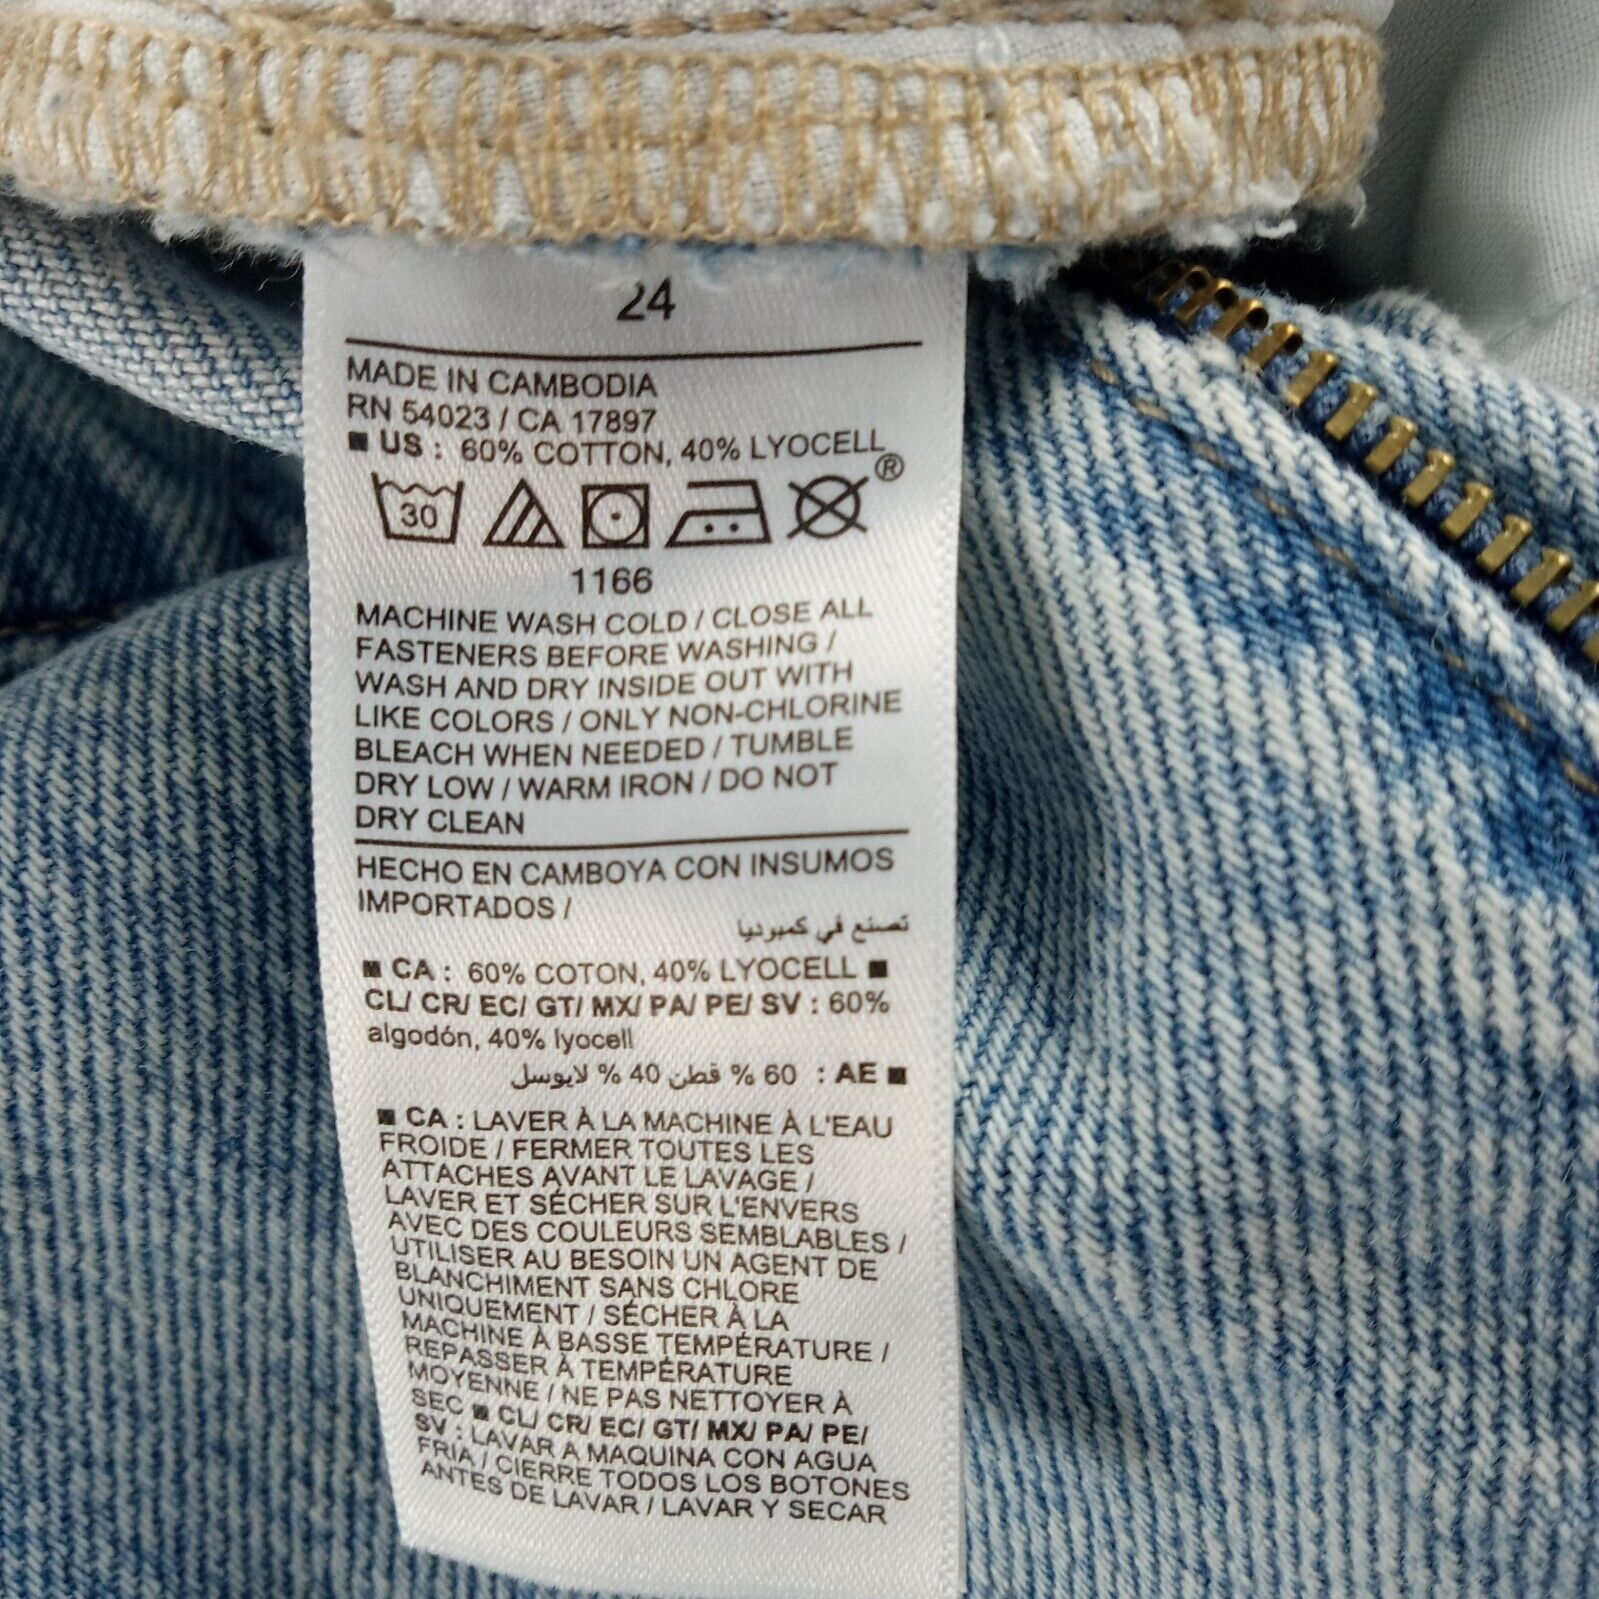 24
MADE IN CAMBODIA
RN 54023 / CA 17897
■ US : 60% COTTON, 40% LYOCELL
30 ®
1166
MACHINE WASH COLD / CLOSE ALL
FASTENERS BEFORE WASHING /
WASH AND DRY INSIDE OUT WITH
LIKE COLORS / ONLY NON-CHLORINE
BLEACH WHEN NEEDED / TUMBLE
DRY LOW / WARM IRON / DO NOT
DRY CLEAN
HECHO EN CAMBOYA CON INSUMOS
IMPORTADOS /
تصنع في كمبرديا
■ CA : 60% COTON, 40% LYOCELL ■
CL/ CR/ EC/ GT/ MX/ PA/ PE/ SV : 60%
algodón, 40% lyocell
■ AE : 60 % قطن 40 % لايوسل
■ CA : LAVER À LA MACHINE À L'EAU
FROIDE / FERMER TOUTES LES
ATTACHES AVANT LE LAVAGE /
LAVER ET SÉCHER SUR L'ENVERS
AVEC DES COULEURS SEMBLABLES /
UTILISER AU BESOIN UN AGENT DE
BLANCHIMENT SANS CHLORE
UNIQUEMENT / SÉCHER À LA
MACHINE À BASSE TEMPÉRATURE /
REPASSER À TEMPÉRATURE
MOYENNE / NE PAS NETTOYER À
SEC ■ CL/ CR/ EC/ GT/ MX/ PA/ PE/
SV : LAVAR A MAQUINA CON AGUA
FRIA / CIERRE TODOS LOS BOTONES
ANTES DE LAVAR / LAVAR Y SECAR